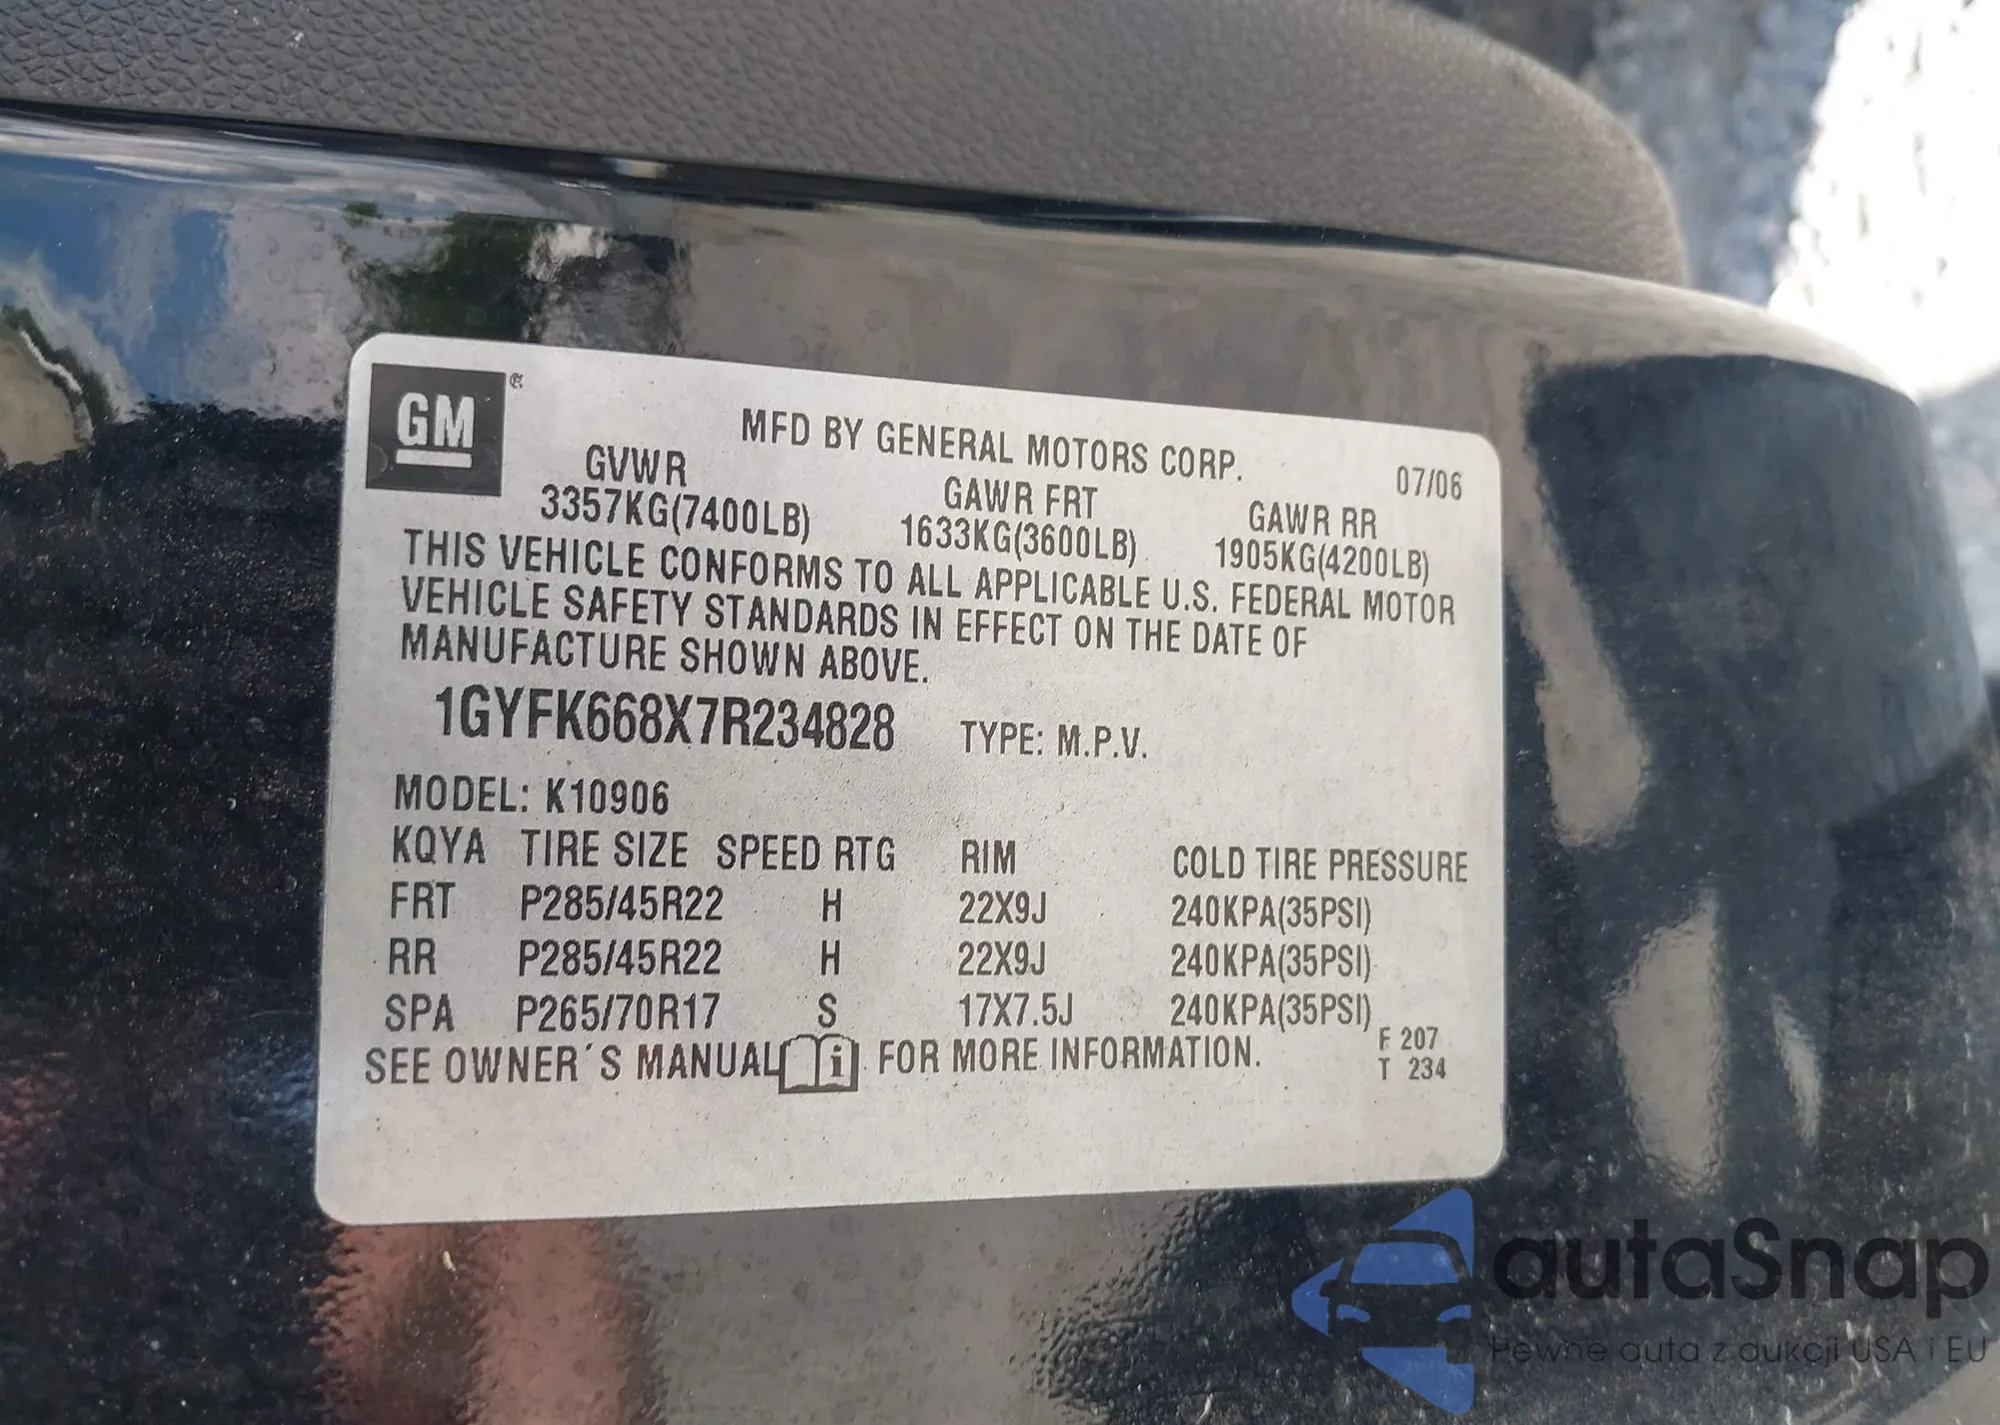 GM ®
MFD BY GENERAL MOTORS CORP.
07/06
GVWR
GAWR FRT
GAWR RR
3357KG(7400LB)
1633KG(3600LB)
1905KG(4200LB)
THIS VEHICLE CONFORMS TO ALL APPLICABLE U.S. FEDERAL MOTOR
VEHICLE SAFETY STANDARDS IN EFFECT ON THE DATE OF
MANUFACTURE SHOWN ABOVE.
1GYFK668X7R234828 TYPE: M.P.V.
MODEL: K10906
KQYA TIRE SIZE SPEED RTG RIM COLD TIRE PRESSURE
FRT P285/45R22 H 22X9J 240KPA(35PSI)
RR P285/45R22 H 22X9J 240KPA(35PSI)
SPA P265/70R17 S 17X7.5J 240KPA(35PSI)
SEE OWNER´S MANUAL i FOR MORE INFORMATION.
F 207
T 234
autaSnap
Pewne auta z aukcji USA i EU